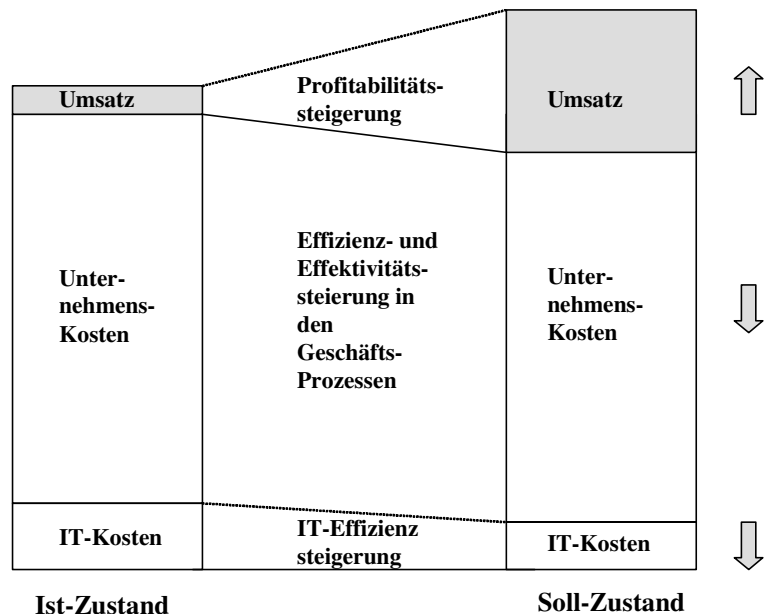 Umsatz
Unter-
nehmens-
Kosten
IT-Kosten
Ist-Zustand
Profitabilitäts-
steigerung
Effizienz- und
Effektivitäts-
steierung in
den
Geschäfts-
Prozessen
IT-Effizienz
steigerung
Umsatz
Unter-
nehmens-
Kosten
IT-Kosten
Soll-Zustand